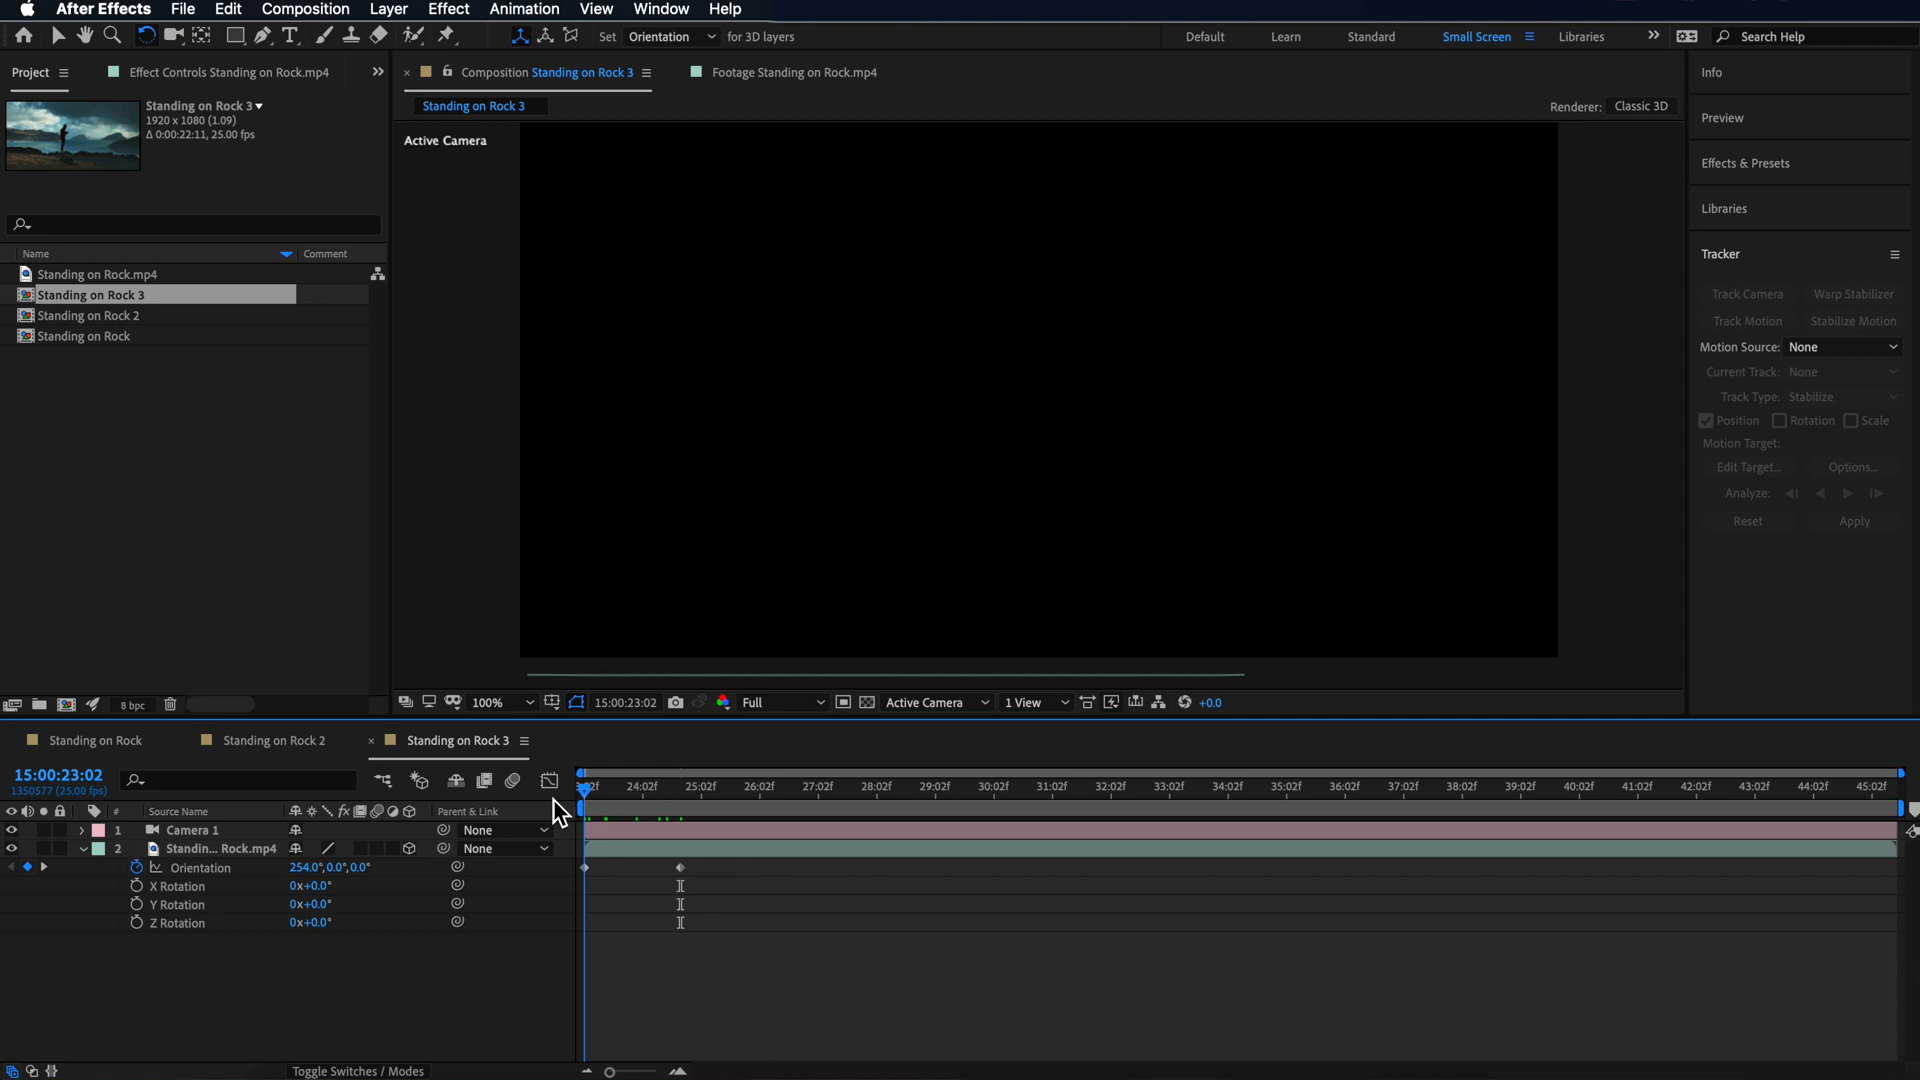 After Effects File Edit Composition Layer Effect Animation View Window Help
Set Orientation for 3D layers Default Learn Standard Small Screen Libraries Search Help
Project Effect Controls Standing on Rock.mp4 Composition Standing on Rock 3 Footage Standing on Rock.mp4 Info
Standing on Rock 3
1920 x 1080 (1.09)
Δ 0:00:22:11, 25.00 fps
Standing on Rock 3 Renderer: Classic 3D
Active Camera
Preview
Effects & Presets
Libraries
Name Comment
Standing on Rock.mp4
Standing on Rock 3
Standing on Rock 2
Standing on Rock
Tracker
Track Camera Warp Stabilizer
Track Motion Stabilize Motion
Motion Source: None
Current Track: None
Track Type: Stabilize
Position Rotation Scale
Motion Target:
Edit Target... Options...
Analyze:
Reset Apply
8 bpc 100% 15:00:23:02 Full Active Camera 1 View +0.0
Standing on Rock Standing on Rock 2 Standing on Rock 3
15:00:23:02
1350577 (25.00 fps)
24:02f 25:02f 26:02f 27:02f 28:02f 29:02f 30:02f 31:02f 32:02f 33:02f 34:02f 35:02f 36:02f 37:02f 38:02f 39:02f 40:02f 41:02f 42:02f 43:02f 44:02f 45:02f
# Source Name Parent & Link
1 Camera 1 None
2 Standin... Rock.mp4 None
Orientation 254.0°,0.0°,0.0°
X Rotation 0x+0.0°
Y Rotation 0x+0.0°
Z Rotation 0x+0.0°
Toggle Switches / Modes